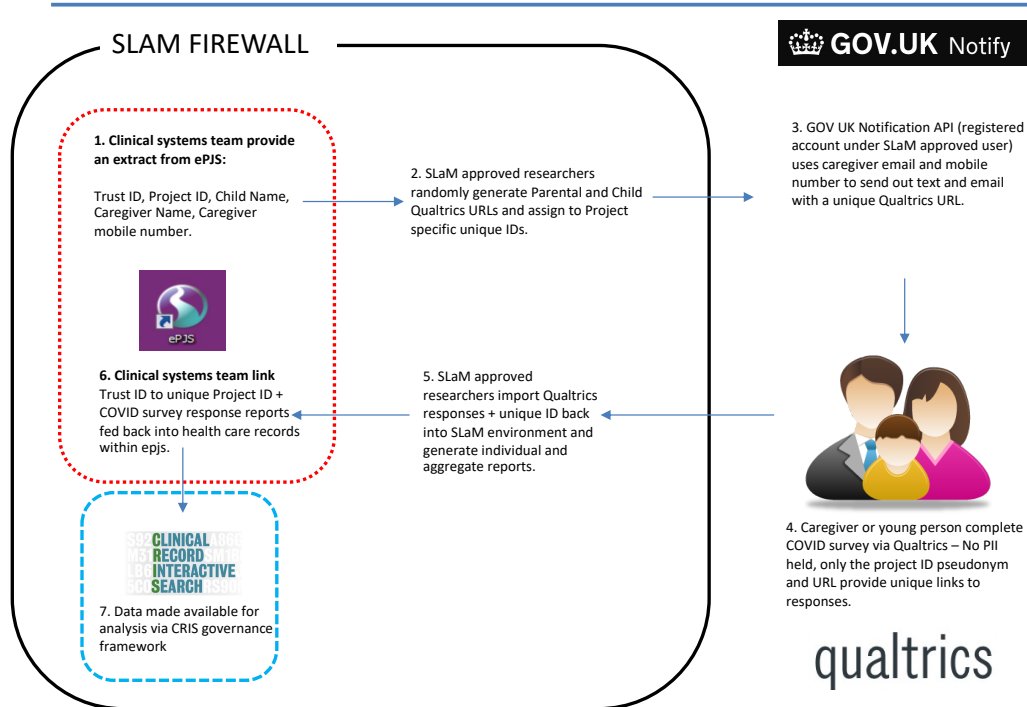 SLAM FIREWALL
GOV.UK Notify
1. Clinical systems team provide
an extract from ePJS:
Trust ID, Project ID, Child Name,
Caregiver Name, Caregiver
mobile number.
ePJS
2. SLaM approved researchers
randomly generate Parental and Child
Qualtrics URLs and assign to Project
specific unique IDs.
3. GOV UK Notification API (registered
account under SLaM approved user)
uses caregiver email and mobile
number to send out text and email
with a unique Qualtrics URL.
4. Caregiver or young person complete
COVID survey via Qualtrics – No PII
held, only the project ID pseudonym
and URL provide unique links to
responses.
qualtrics
5. SLaM approved
researchers import Qualtrics
responses + unique ID back
into SLaM environment and
generate individual and
aggregate reports.
6. Clinical systems team link
Trust ID to unique Project ID +
COVID survey response reports
fed back into health care records
within epjs.
CLINICAL
RECORD
INTERACTIVE
SEARCH
7. Data made available for
analysis via CRIS governance
framework